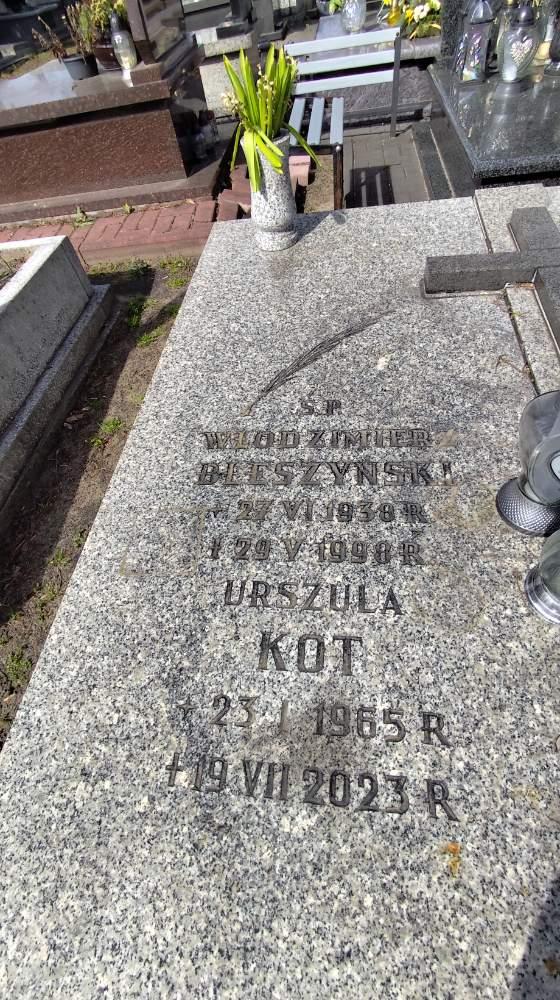 Ś.P.
WŁODZIMIERZ
BŁESZYŃSKI
* 27 VI 1938 R
† 29 V 1998 R
URSZULA
KOT
* 23 I 1965 R
† 19 VII 2023 R